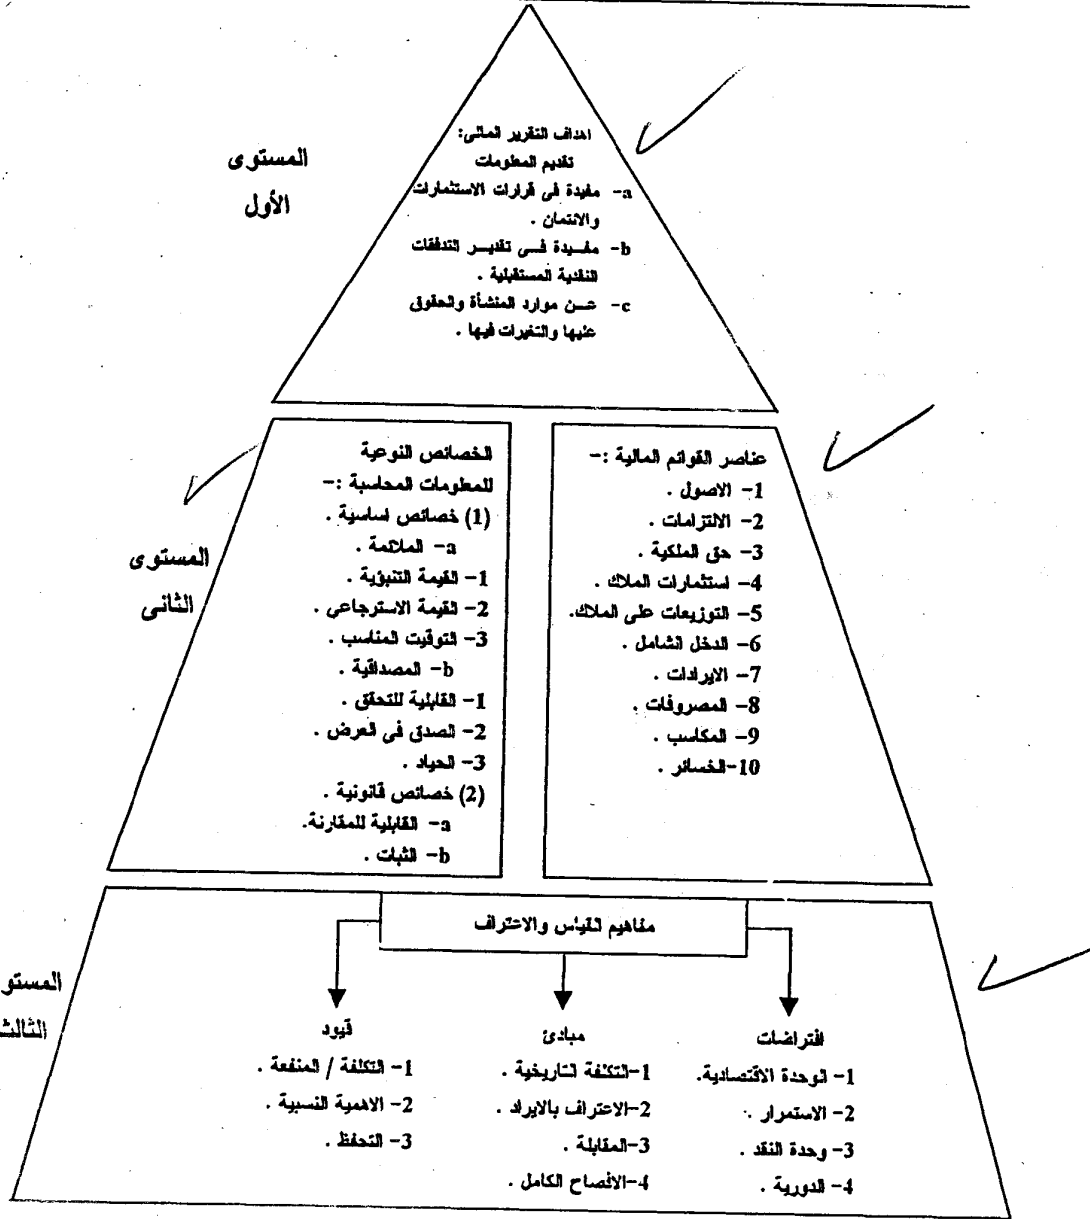 المستوى
الأول
اهداف التقرير المالى:
تقديم المعلومات
a- مفيدة فى قرارات الاستثمارات
والائتمان .
b- مفيدة فى تقدير التدفقات
النقدية المستقبلية .
c- عن موارد المنشأة والحقوق
عليها والتغيرات فيها .
عناصر القوائم المالية :-
1- الاصول .
2- الالتزامات .
3- حق الملكية .
4- استثمارات الملاك .
5- التوزيعات على الملاك.
6- الدخل الشامل .
7- الايرادات .
8- المصروفات .
9- المكاسب .
10-الخسائر .
المستوى
الثانى
الخصائص النوعية
للمعلومات المحاسبة :-
(1) خصائص اساسية .
a- الملائمة .
1- القيمة التنبؤية .
2- القيمة الاسترجاعى .
3- التوقيت المناسب .
b- المصداقية .
1- القابلية للتحقق .
2- الصدق فى العرض .
3- الحياد .
(2) خصائص قانونية .
a- القابلية للمقارنة.
b- الثبات .
المستو
الثالث
مفاهيم القياس والاعتراف
افتراضات
1- الوحدة الاقتصادية.
2- الاستمرار .
3- وحدة النقد .
4- الدورية .
مبادئ
1-التكلفة التاريخية .
2-الاعتراف بالايراد .
3-المقابلة .
4-الافصاح الكامل .
قيود
1- التكلفة / المنفعة .
2- الاهمية النسبية .
3- التحفظ .